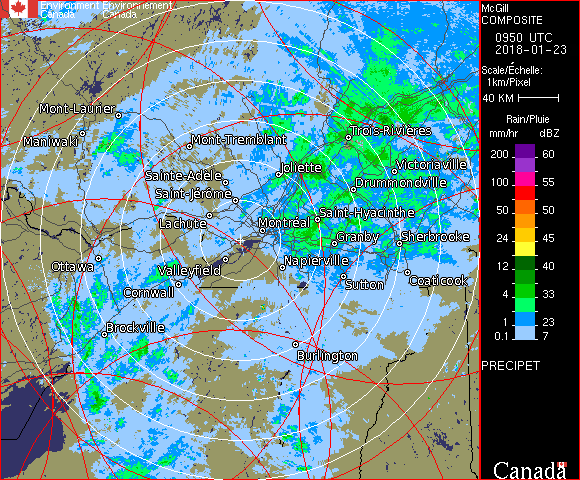 Environment Environnement
Canada Canada
McGill
COMPOSITE
0950 UTC
2018-01-23
Scale/Échelle:
1km/Pixel
40 KM
Rain/Pluie
mm/hr dBZ
200 60
100 55
50 50
24 45
12 40
4 33
1 23
0.1 7
PRECIPET
Canada
Mont-Laurier
Maniwaki
Mont-Tremblant
Trois-Rivières
Joliette
Victoriaville
Sainte-Adèle
Drummondville
Saint-Jérôme
Saint-Hyacinthe
Lachute
Montréal
Granby
Sherbrooke
Ottawa
Valleyfield
Napierville
Coaticook
Cornwall
Sutton
Brockville
Burlington